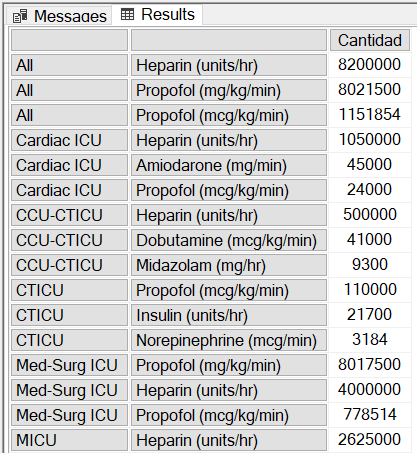 Messages Results
Cantidad
All Heparin (units/hr) 8200000
All Propofol (mg/kg/min) 8021500
All Propofol (mcg/kg/min) 1151854
Cardiac ICU Heparin (units/hr) 1050000
Cardiac ICU Amiodarone (mg/min) 45000
Cardiac ICU Propofol (mcg/kg/min) 24000
CCU-CTICU Heparin (units/hr) 500000
CCU-CTICU Dobutamine (mcg/kg/min) 41000
CCU-CTICU Midazolam (mg/hr) 9300
CTICU Propofol (mcg/kg/min) 110000
CTICU Insulin (units/hr) 21700
CTICU Norepinephrine (mcg/min) 3184
Med-Surg ICU Propofol (mg/kg/min) 8017500
Med-Surg ICU Heparin (units/hr) 4000000
Med-Surg ICU Propofol (mcg/kg/min) 778514
MICU Heparin (units/hr) 2625000